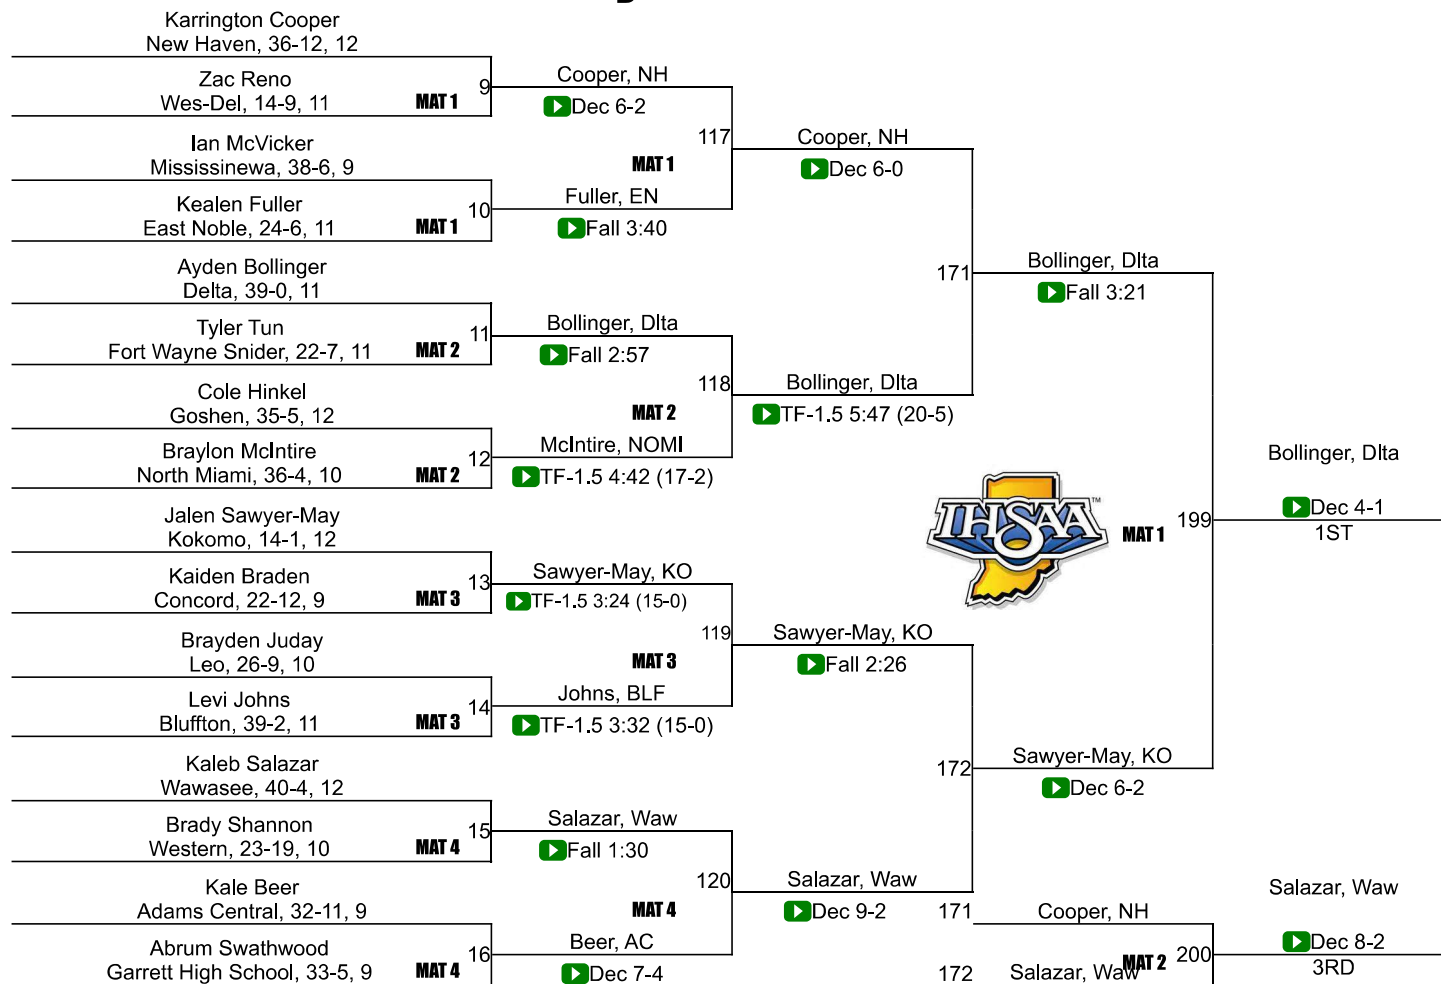 Karrington Cooper
New Haven, 36-12, 12
Zac Reno
Wes-Del, 14-9, 11
MAT 1
9
Cooper, NH
Dec 6-2
117
MAT 1
Cooper, NH
Dec 6-0
Ian McVicker
Mississinewa, 38-6, 9
Kealen Fuller
East Noble, 24-6, 11
MAT 1
10
Fuller, EN
Fall 3:40
171
Bollinger, Dlta
Fall 3:21
Ayden Bollinger
Delta, 39-0, 11
Tyler Tun
Fort Wayne Snider, 22-7, 11
MAT 2
11
Bollinger, Dlta
Fall 2:57
118
MAT 2
Bollinger, Dlta
TF-1.5 5:47 (20-5)
Cole Hinkel
Goshen, 35-5, 12
Braylon McIntire
North Miami, 36-4, 10
MAT 2
12
McIntire, NOMI
TF-1.5 4:42 (17-2)
IHSAA
TM
MAT 1
199
Bollinger, Dlta
Dec 4-1
1ST
Jalen Sawyer-May
Kokomo, 14-1, 12
Kaiden Braden
Concord, 22-12, 9
MAT 3
13
Sawyer-May, KO
TF-1.5 3:24 (15-0)
119
MAT 3
Sawyer-May, KO
Fall 2:26
Brayden Juday
Leo, 26-9, 10
Levi Johns
Bluffton, 39-2, 11
MAT 3
14
Johns, BLF
TF-1.5 3:32 (15-0)
172
Sawyer-May, KO
Dec 6-2
Kaleb Salazar
Wawasee, 40-4, 12
Brady Shannon
Western, 23-19, 10
MAT 4
15
Salazar, Waw
Fall 1:30
120
MAT 4
Salazar, Waw
Dec 9-2
Kale Beer
Adams Central, 32-11, 9
Abrum Swathwood
Garrett High School, 33-5, 9
MAT 4
16
Beer, AC
Dec 7-4
171
Cooper, NH
172
Salazar, Waw
MAT 2
200
Salazar, Waw
Dec 8-2
3RD